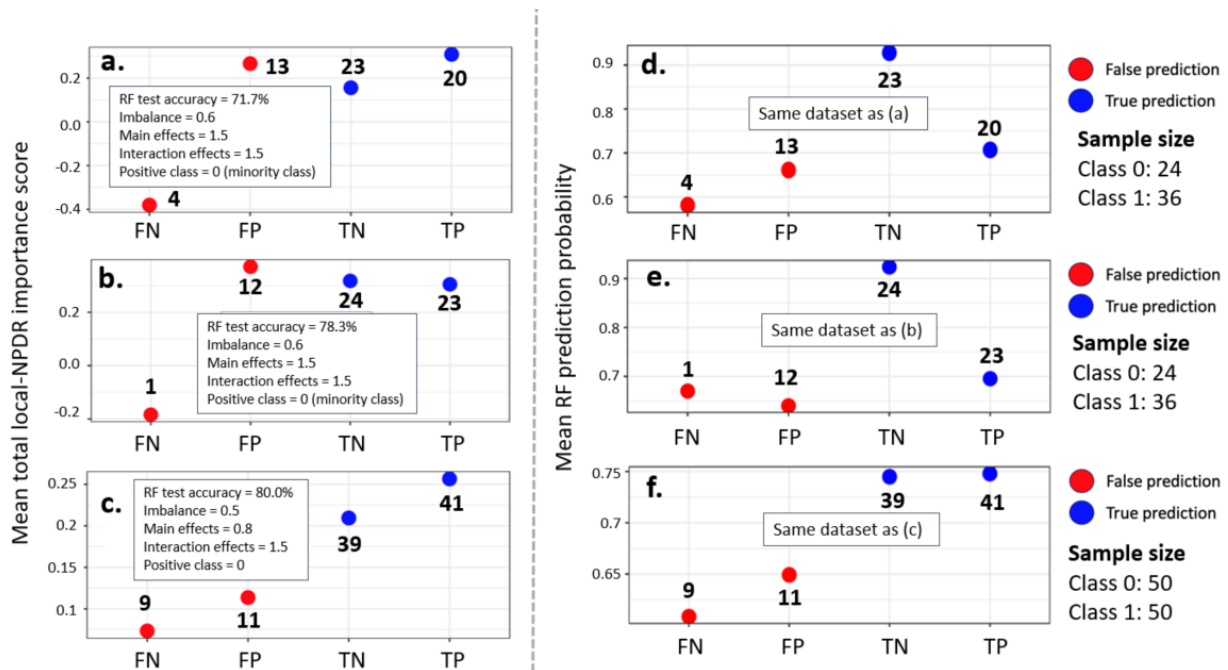 Mean total local-NPDR importance score
a.
0.2
0.0
-0.2
-0.4
RF test accuracy = 71.7%
Imbalance = 0.6
Main effects = 1.5
Interaction effects = 1.5
Positive class = 0 (minority class)
4
13
23
20
FN FP TN TP
b.
0.2
0.0
-0.2
RF test accuracy = 78.3%
Imbalance = 0.6
Main effects = 1.5
Interaction effects = 1.5
Positive class = 0 (minority class)
1
12
24
23
FN FP TN TP
c.
0.25
0.2
0.15
0.1
RF test accuracy = 80.0%
Imbalance = 0.5
Main effects = 0.8
Interaction effects = 1.5
Positive class = 0
9
11
39
41
FN FP TN TP
Mean RF prediction probability
d.
0.9
0.8
0.7
0.6
Same dataset as (a)
4
13
23
20
FN FP TN TP
False prediction
True prediction
Sample size
Class 0: 24
Class 1: 36
e.
0.9
0.8
0.7
Same dataset as (b)
1
12
24
23
FN FP TN TP
False prediction
True prediction
Sample size
Class 0: 24
Class 1: 36
f.
0.75
0.7
0.65
Same dataset as (c)
9
11
39
41
FN FP TN TP
False prediction
True prediction
Sample size
Class 0: 50
Class 1: 50